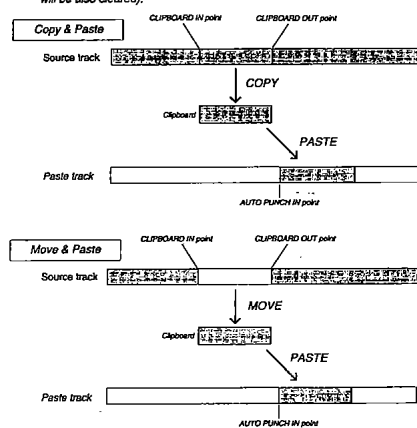 will be also cleared).
Copy & Paste
CLIPBOARD IN point CLIPBOARD OUT point
Source track
COPY
Clipboard
PASTE
Paste track
AUTO PUNCH IN point
Move & Paste
CLIPBOARD IN point CLIPBOARD OUT point
Source track
MOVE
Clipboard
PASTE
Paste track
AUTO PUNCH IN point